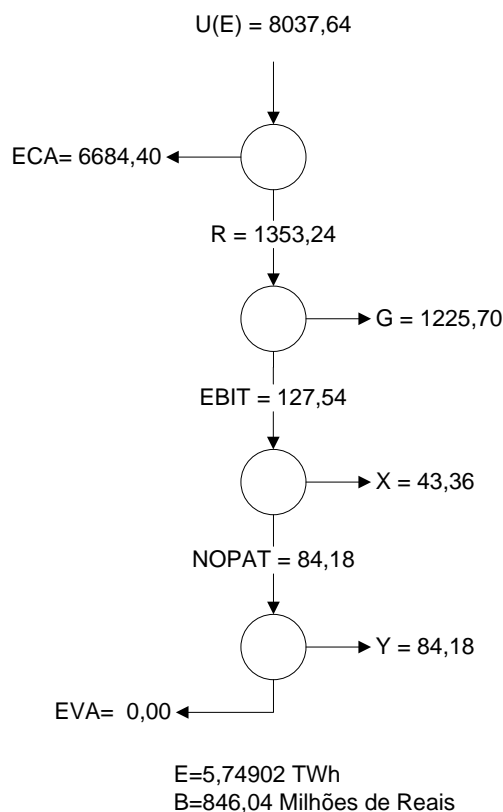 U(E) = 8037,64
ECA= 6684,40
R = 1353,24
G = 1225,70
EBIT = 127,54
X = 43,36
NOPAT = 84,18
Y = 84,18
EVA= 0,00
E=5,74902 TWh
B=846,04 Milhões de Reais